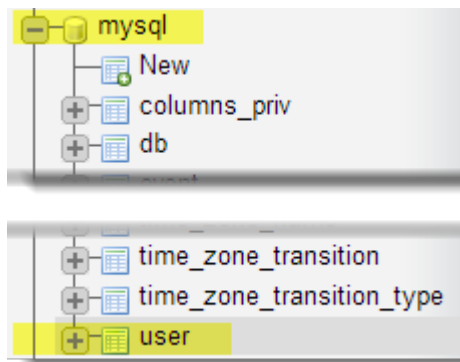 mysql
New
columns_priv
db
time_zone_transition
time_zone_transition_type
user